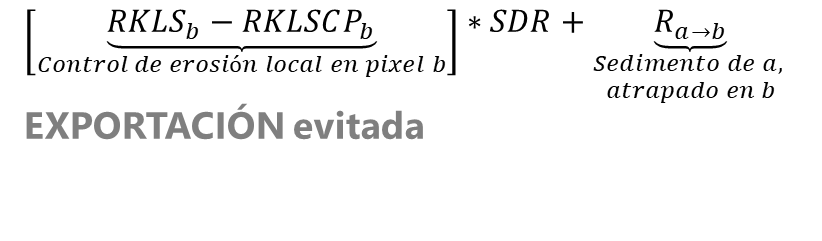 [RKLS_b − RKLSCP_b] * SDR + R_{a→b}
Control de erosión local en pixel b
Sedimento de a,
atrapado en b
EXPORTACIÓN evitada